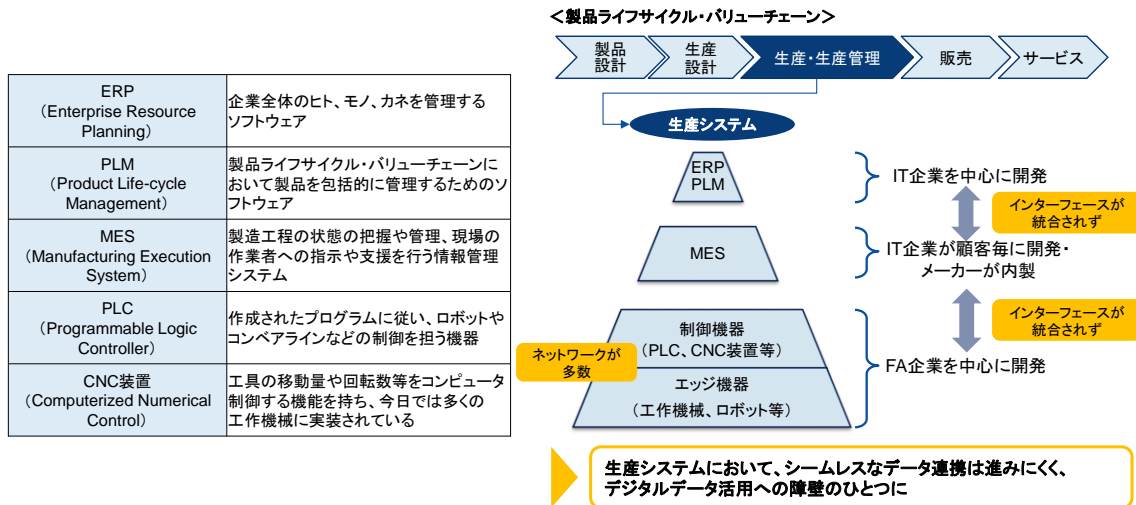 ERP
（Enterprise Resource
Planning）
企業全体のヒト、モノ、カネを管理する
ソフトウェア
PLM
（Product Life-cycle
Management）
製品ライフサイクル・バリューチェーンに
おいて製品を包括的に管理するためのソ
フトウェア
MES
（Manufacturing Execution
System）
製造工程の状態の把握や管理、現場の
作業者への指示や支援を行う情報管理
システム
PLC
（Programmable Logic
Controller）
作成されたプログラムに従い、ロボットや
コンベアラインなどの制御を担う機器
CNC装置
（Computerized Numerical
Control）
工具の移動量や回転数等をコンピュータ
制御する機能を持ち、今日では多くの
工作機械に実装されている
＜製品ライフサイクル・バリューチェーン＞
製品
設計
生産
設計
生産・生産管理
販売
サービス
生産システム
ERP
PLM
IT企業を中心に開発
インターフェースが
統合されず
MES
IT企業が顧客毎に開発・
メーカーが内製
インターフェースが
統合されず
制御機器
（PLC、CNC装置等）
ネットワークが
多数
エッジ機器
（工作機械、ロボット等）
FA企業を中心に開発
生産システムにおいて、シームレスなデータ連携は進みにくく、
デジタルデータ活用への障壁のひとつに